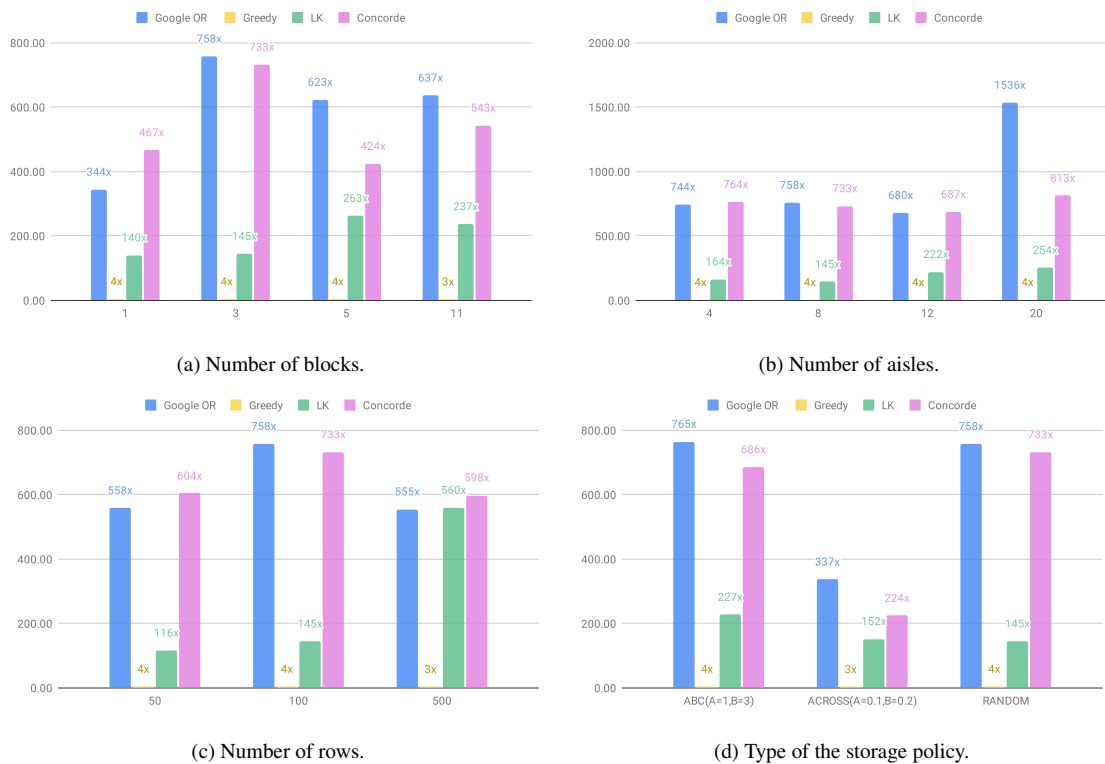 Google OR Greedy LK Concorde
800.00
600.00
400.00
200.00
0.00
344x 4x 140x 467x
758x 4x 145x 733x
623x 4x 263x 424x
637x 3x 237x 543x
1 3 5 11
(a) Number of blocks.
Google OR Greedy LK Concorde
2000.00
1500.00
1000.00
500.00
0.00
744x 4x 164x 764x
758x 4x 145x 733x
680x 4x 222x 687x
1536x 4x 254x 813x
4 8 12 20
(b) Number of aisles.
Google OR Greedy LK Concorde
800.00
600.00
400.00
200.00
0.00
558x 4x 116x 604x
758x 4x 145x 733x
555x 3x 560x 598x
50 100 500
(c) Number of rows.
Google OR Greedy LK Concorde
800.00
600.00
400.00
200.00
0.00
765x 4x 227x 686x
337x 3x 152x 224x
758x 4x 145x 733x
ABC(A=1,B=3) ACROSS(A=0.1,B=0.2) RANDOM
(d) Type of the storage policy.